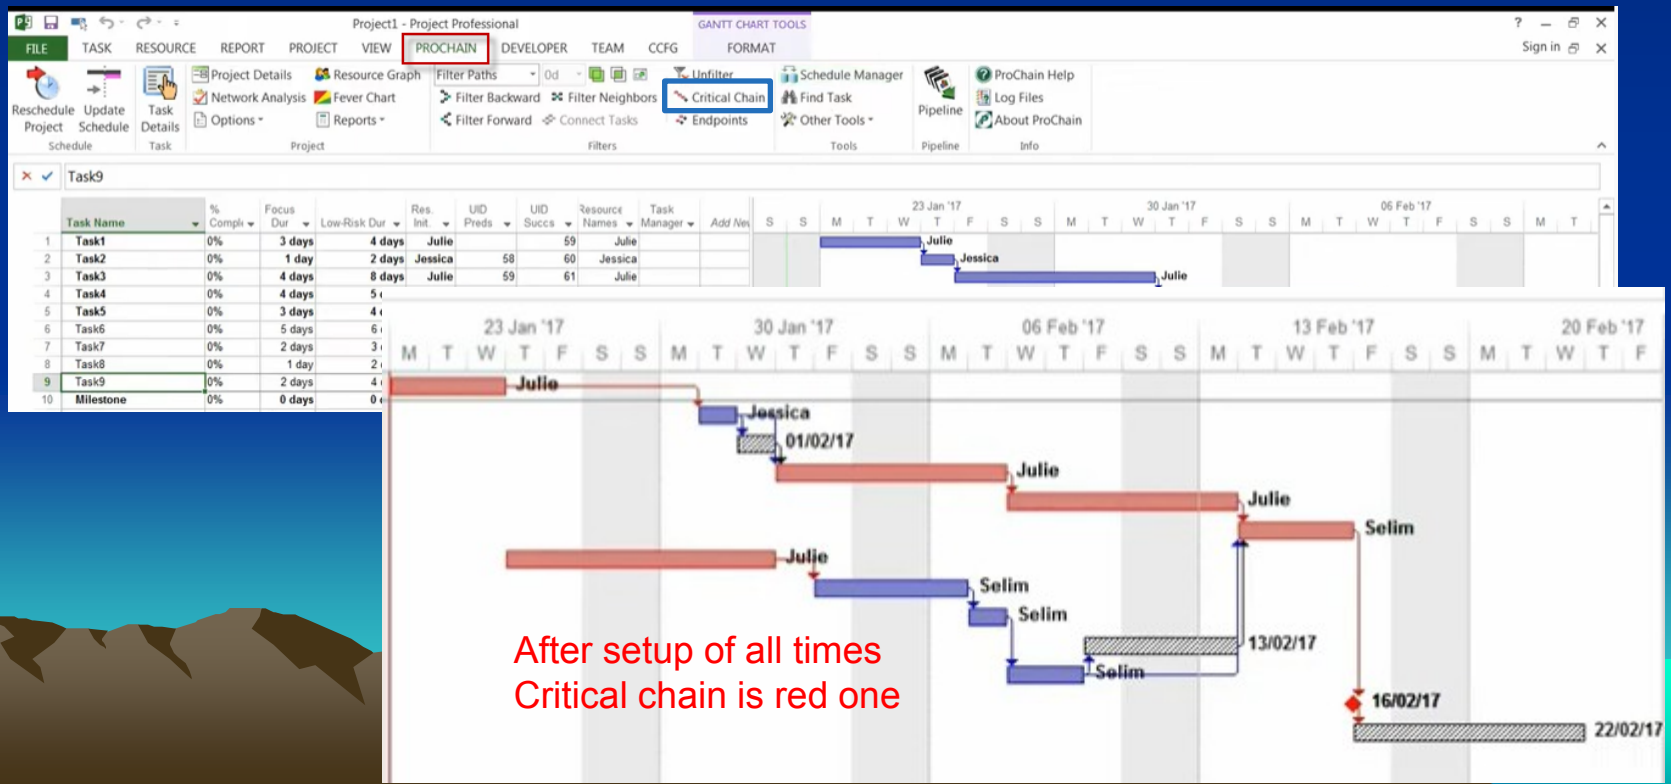 Project1 - Project Professional
GANTT CHART TOOLS
?
FILE TASK RESOURCE REPORT PROJECT VIEW PROCHAIN DEVELOPER TEAM CCFG FORMAT
Sign in
Project Details Resource Graph Filter Paths 0d Unfilter Schedule Manager ProChain Help
Network Analysis Fever Chart Filter Backward Filter Neighbors Critical Chain Find Task Log Files
Reschedule Project Update Schedule Task Details Options Reports Filter Forward Connect Tasks Endpoints Other Tools Pipeline About ProChain
Schedule Task Project Filters Tools Pipeline Info
Task9
Task Name % Comple Focus Dur Low-Risk Dur Res. Init. UID Preds UID Succs Resource Names Task Manager Add New
23 Jan '17 30 Jan '17 06 Feb '17
S S M T W T F S S M T W T F S S M T W T F S S M T
1 Task1 0% 3 days 4 days Julie 59 Julie
Julie
2 Task2 0% 1 day 2 days Jessica 58 60 Jessica
Jessica
3 Task3 0% 4 days 8 days Julie 59 61 Julie
Julie
4 Task4 0% 4 days 5
5 Task5 0% 3 days 4
6 Task6 0% 5 days 6
7 Task7 0% 2 days 3
8 Task8 0% 1 day 2
9 Task9 0% 2 days 4
10 Milestone 0% 0 days 0
23 Jan '17 30 Jan '17 06 Feb '17 13 Feb '17 20 Feb '17
M T W T F S S M T W T F S S M T W T F S S M T W T F S S M T W T F
Julie
Jessica
01/02/17
Julie
Julie
Selim
Julie
Selim
Selim
13/02/17
Selim
16/02/17
22/02/17
After setup of all times
Critical chain is red one